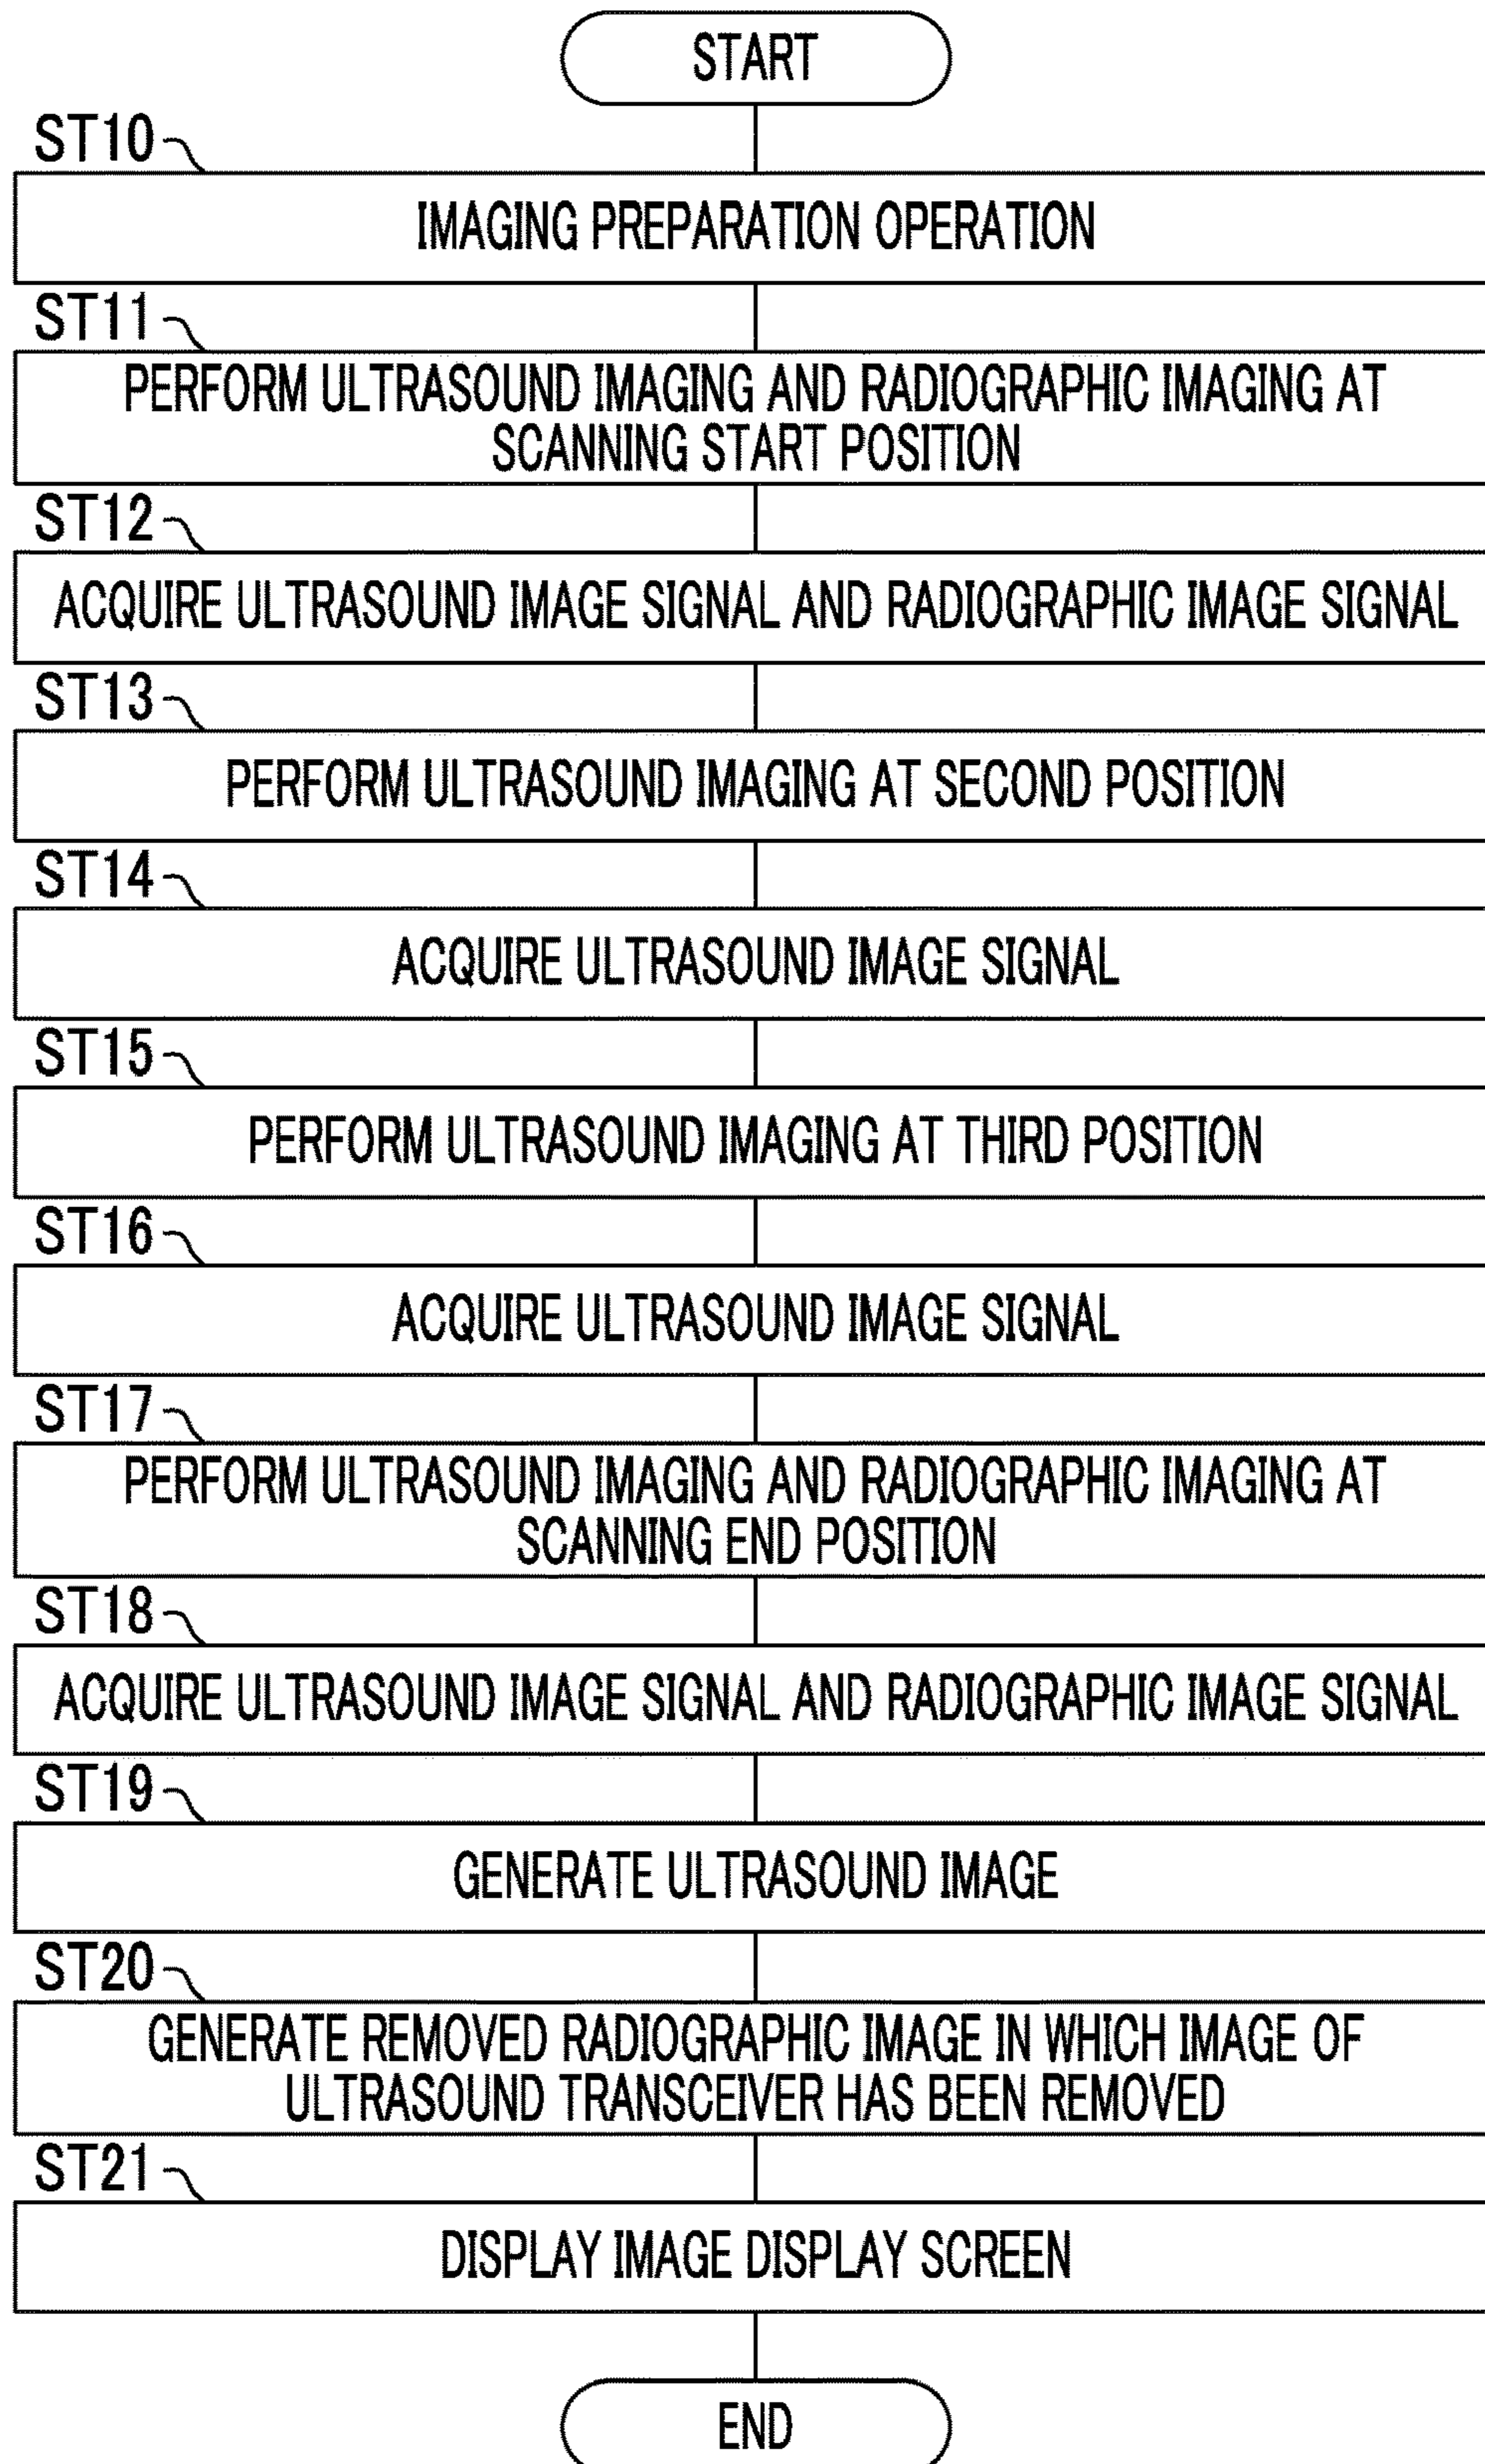 START
ST10
IMAGING PREPARATION OPERATION
ST11
PERFORM ULTRASOUND IMAGING AND RADIOGRAPHIC IMAGING AT
SCANNING START POSITION
ST12
ACQUIRE ULTRASOUND IMAGE SIGNAL AND RADIOGRAPHIC IMAGE SIGNAL
ST13
PERFORM ULTRASOUND IMAGING AT SECOND POSITION
ST14
ACQUIRE ULTRASOUND IMAGE SIGNAL
ST15
PERFORM ULTRASOUND IMAGING AT THIRD POSITION
ST16
ACQUIRE ULTRASOUND IMAGE SIGNAL
ST17
PERFORM ULTRASOUND IMAGING AND RADIOGRAPHIC IMAGING AT
SCANNING END POSITION
ST18
ACQUIRE ULTRASOUND IMAGE SIGNAL AND RADIOGRAPHIC IMAGE SIGNAL
ST19
GENERATE ULTRASOUND IMAGE
ST20
GENERATE REMOVED RADIOGRAPHIC IMAGE IN WHICH IMAGE OF
ULTRASOUND TRANSCEIVER HAS BEEN REMOVED
ST21
DISPLAY IMAGE DISPLAY SCREEN
END